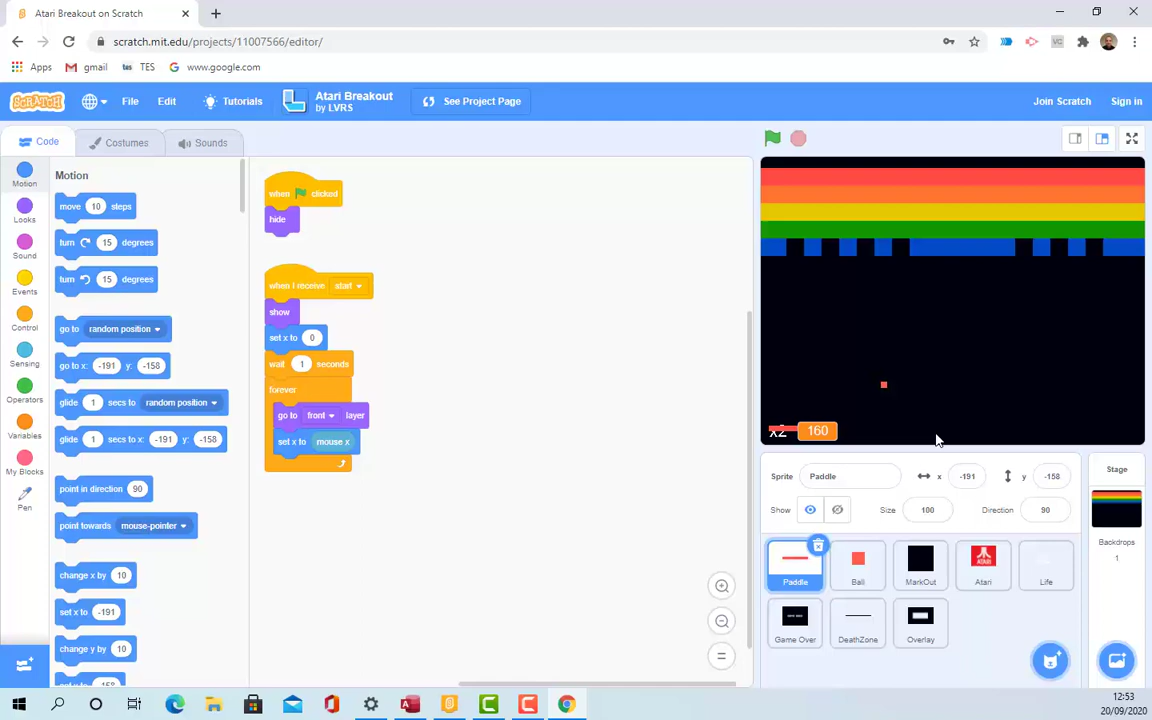 Atari Breakout on Scratch
scratch.mit.edu/projects/11007566/editor/
Apps gmail TES www.google.com
SCRATCH File Edit Tutorials Atari Breakout by LVRS See Project Page Join Scratch Sign in
Code Costumes Sounds
Motion
Looks
Sound
Events
Control
Sensing
Operators
Variables
My Blocks
Pen
Motion
move 10 steps
turn 15 degrees
turn 15 degrees
go to random position
go to x: -191 y: -158
glide 1 secs to random position
glide 1 secs to x: -191 y: -158
point in direction 90
point towards mouse-pointer
change x by 10
set x to -191
change y by 10
when clicked
hide
when I receive start
show
set x to 0
wait 1 seconds
forever
go to front layer
set x to mouse x
x2 160
Sprite Paddle x -191 y -158
Show Size 100 Direction 90
Paddle Ball MarkOut Atari Life
Game Over DeathZone Overlay
Stage
Backdrops
1
12:53
20/09/2020